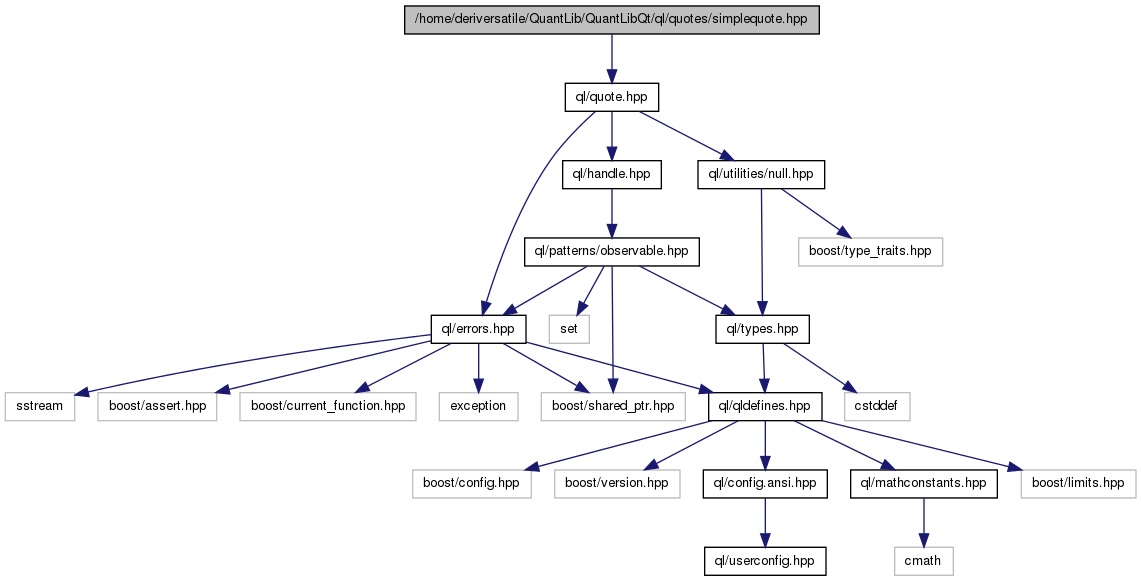 /home/deriversatile/QuantLib/QuantLibQt/ql/quotes/simplequote.hpp
ql/quote.hpp
ql/handle.hpp
ql/utilities/null.hpp
ql/patterns/observable.hpp
boost/type_traits.hpp
ql/errors.hpp
set
ql/types.hpp
sstream
boost/assert.hpp
boost/current_function.hpp
exception
boost/shared_ptr.hpp
ql/qldefines.hpp
cstddef
boost/config.hpp
boost/version.hpp
ql/config.ansi.hpp
ql/mathconstants.hpp
boost/limits.hpp
ql/userconfig.hpp
cmath